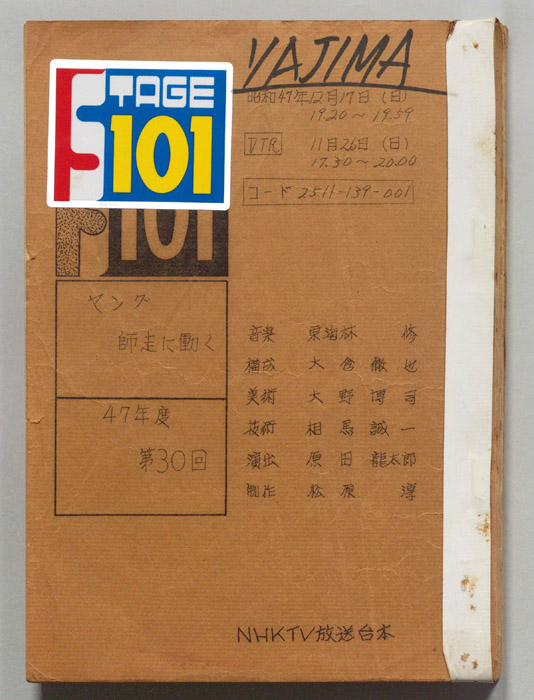 YAJIMA
STAGE
101
昭和47年12月17日(日)
19.20〜19.59
VTR 11月26日(日)
17.30〜20.00
コード 2511-139-001
101
ヤング
師走に働く
47年度
第30回
音楽 東海林 修
構成 大倉 徹也
美術 大野 博司
技術 相馬 誠一
演出 原田 龍太郎
制作 松原 淳
NHKTV放送台本